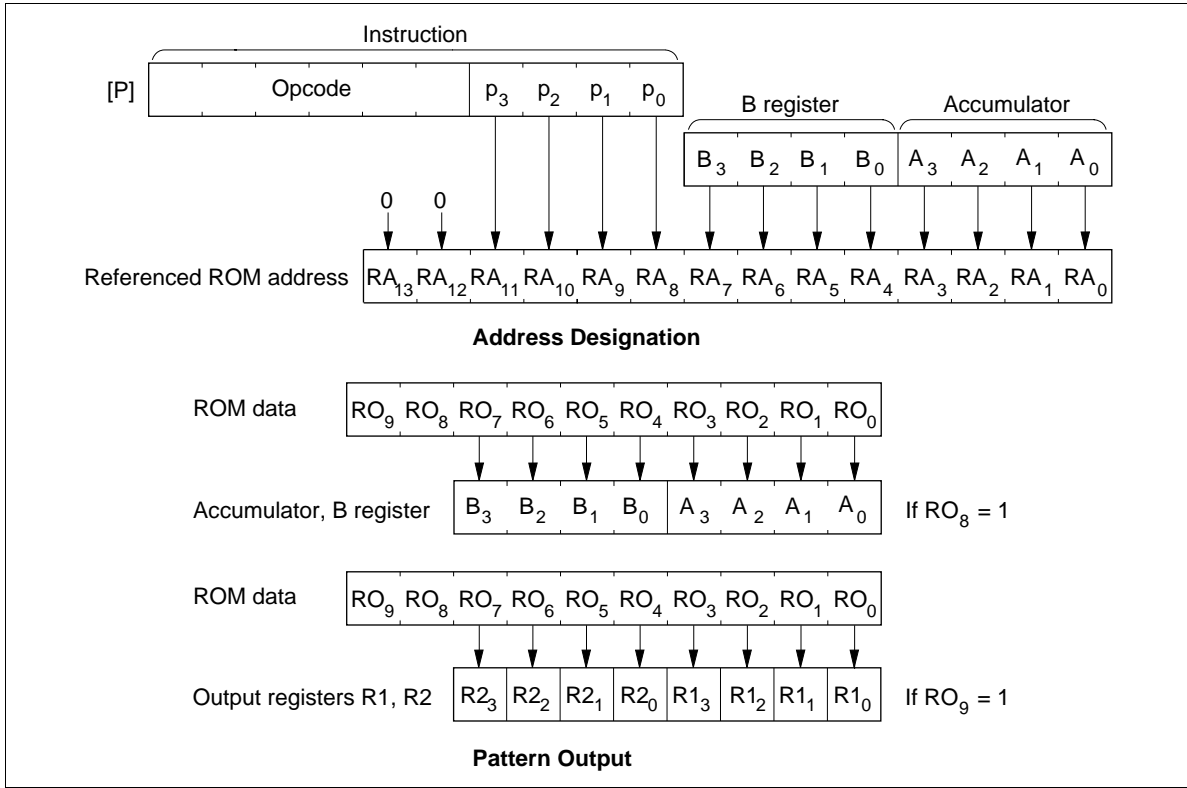 Instruction
[P] Opcode p3 p2 p1 p0
B register Accumulator
B3 B2 B1 B0 A3 A2 A1 A0
0 0
Referenced ROM address RA13 RA12 RA11 RA10 RA9 RA8 RA7 RA6 RA5 RA4 RA3 RA2 RA1 RA0
Address Designation
ROM data RO9 RO8 RO7 RO6 RO5 RO4 RO3 RO2 RO1 RO0
Accumulator, B register B3 B2 B1 B0 A3 A2 A1 A0 If RO8 = 1
ROM data RO9 RO8 RO7 RO6 RO5 RO4 RO3 RO2 RO1 RO0
Output registers R1, R2 R23 R22 R21 R20 R13 R12 R11 R10 If RO9 = 1
Pattern Output